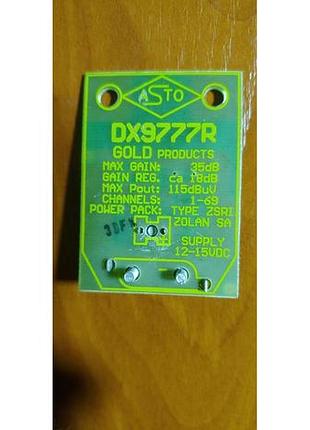 ASTO
DX9777R
GOLD PRODUCTS
MAX GAIN: 35dB
GAIN REG. ca 18dB
MAX Pout: 115dBuV
CHANNELS: 1-69
POWER PACK: TYPE ZSRI
ZOLAN SA
SUPPLY
12-15VDC